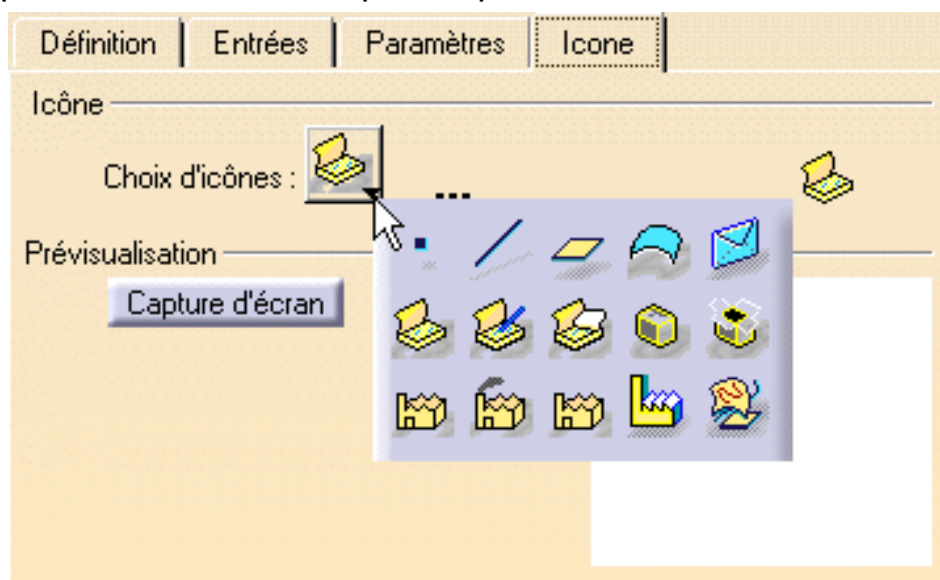 Définition Entrées Paramètres Icone
Icône
Choix d'icônes : ...
Prévisualisation
Capture d'écran